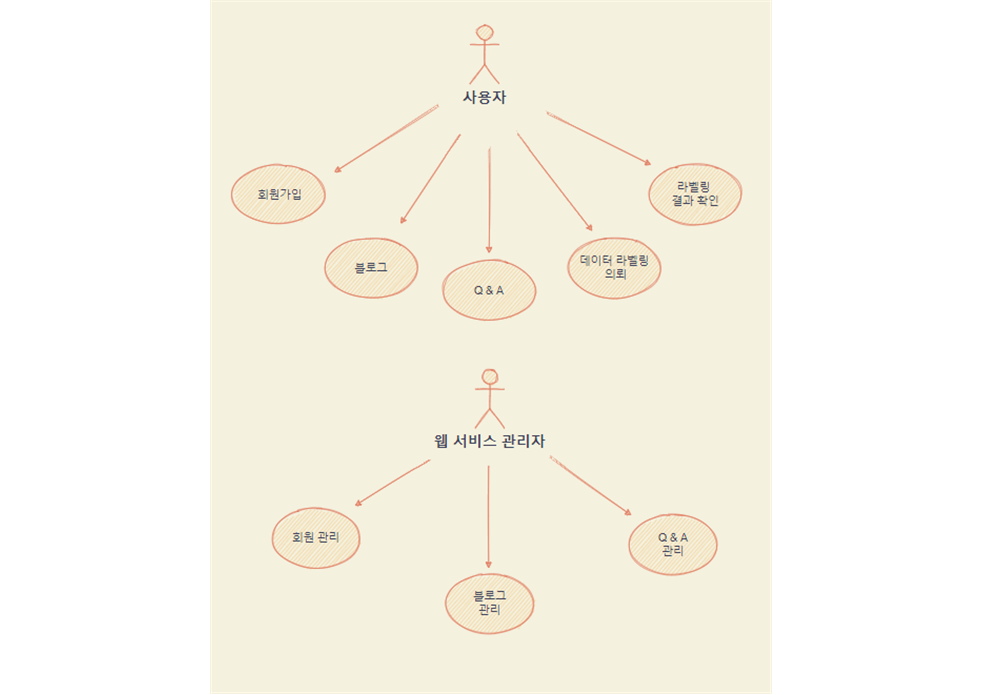 사용자
회원가입
라벨링
결과 확인
블로그
데이터 라벨링
의뢰
Q & A
웹 서비스 관리자
회원 관리
Q & A
관리
블로그
관리